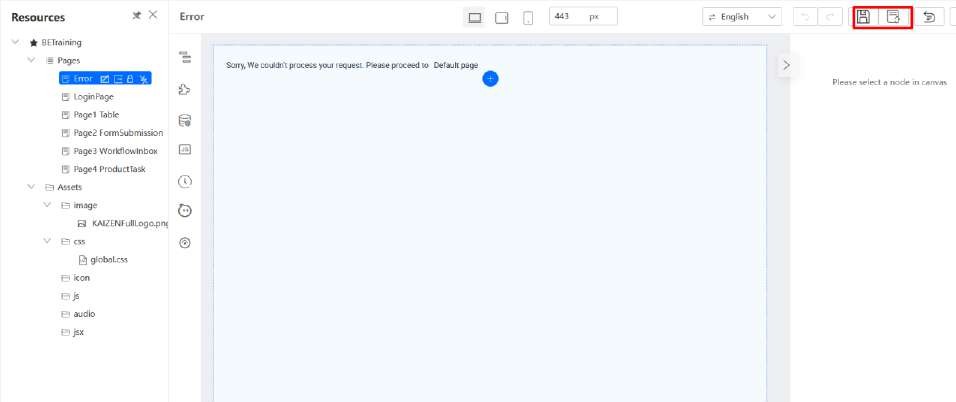 Resources
BETraining
Pages
Error
LoginPage
Page1 Table
Page2 FormSubmission
Page3 WorkflowInbox
Page4 ProductTask
Assets
image
KAIZENFullLogo.png
css
global.css
icon
js
audio
jsx
Error
443 px
English
JS
Sorry, We couldn't process your request. Please proceed to Default page
Please select a node in canvas